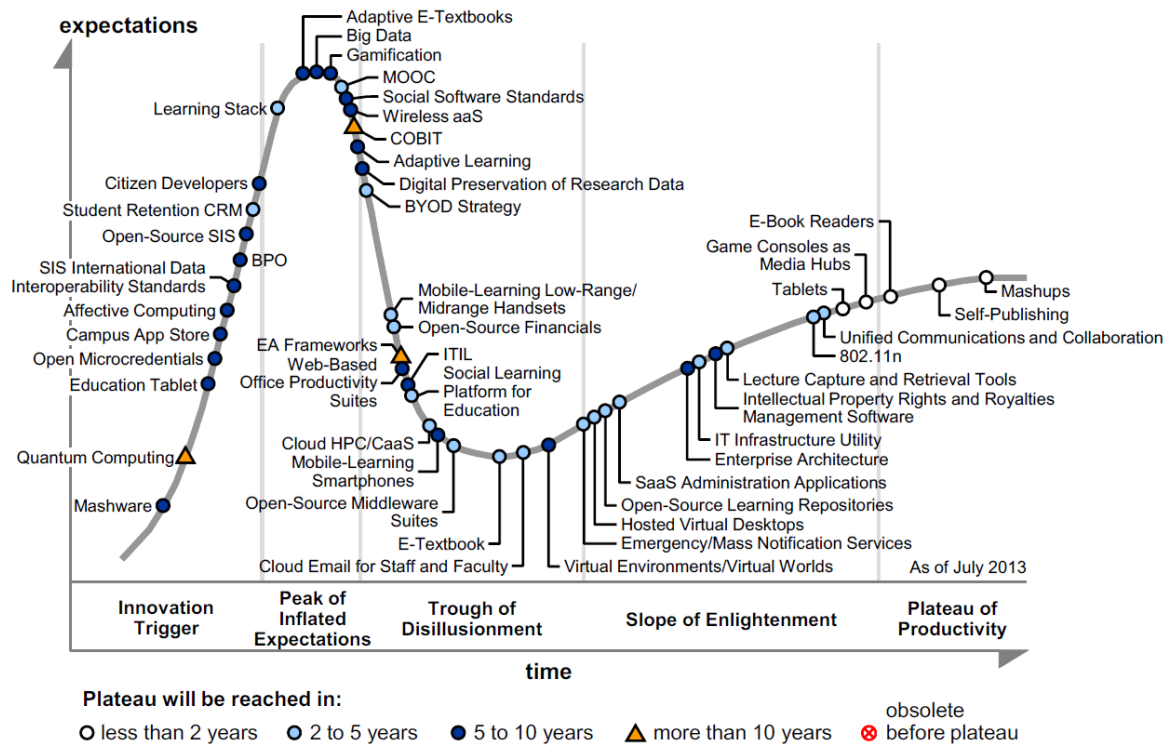 expectations
Adaptive E-Textbooks
Big Data
Gamification
MOOC
Social Software Standards
Wireless aaS
COBIT
Adaptive Learning
Digital Preservation of Research Data
BYOD Strategy
Learning Stack
Citizen Developers
Student Retention CRM
Open-Source SIS
BPO
SIS International Data
Interoperability Standards
Affective Computing
Campus App Store
Open Microcredentials
Education Tablet
Quantum Computing
Mashware
Mobile-Learning Low-Range/
Midrange Handsets
Open-Source Financials
EA Frameworks
Web-Based
Office Productivity
Suites
ITIL
Social Learning
Platform for
Education
Cloud HPC/CaaS
Mobile-Learning
Smartphones
Open-Source Middleware
Suites
E-Textbook
Cloud Email for Staff and Faculty
Virtual Environments/Virtual Worlds
Emergency/Mass Notification Services
Hosted Virtual Desktops
Open-Source Learning Repositories
SaaS Administration Applications
Enterprise Architecture
IT Infrastructure Utility
Intellectual Property Rights and Royalties
Management Software
Lecture Capture and Retrieval Tools
802.11n
Unified Communications and Collaboration
Tablets
Game Consoles as
Media Hubs
E-Book Readers
Self-Publishing
Mashups
As of July 2013
Innovation
Trigger
Peak of
Inflated
Expectations
Trough of
Disillusionment
Slope of Enlightenment
Plateau of
Productivity
time
Plateau will be reached in:
less than 2 years
2 to 5 years
5 to 10 years
more than 10 years
obsolete
before plateau